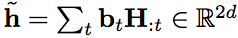 h̃ = ∑ₜ bₜH:ₜ ∈ ℝ²ᵈ